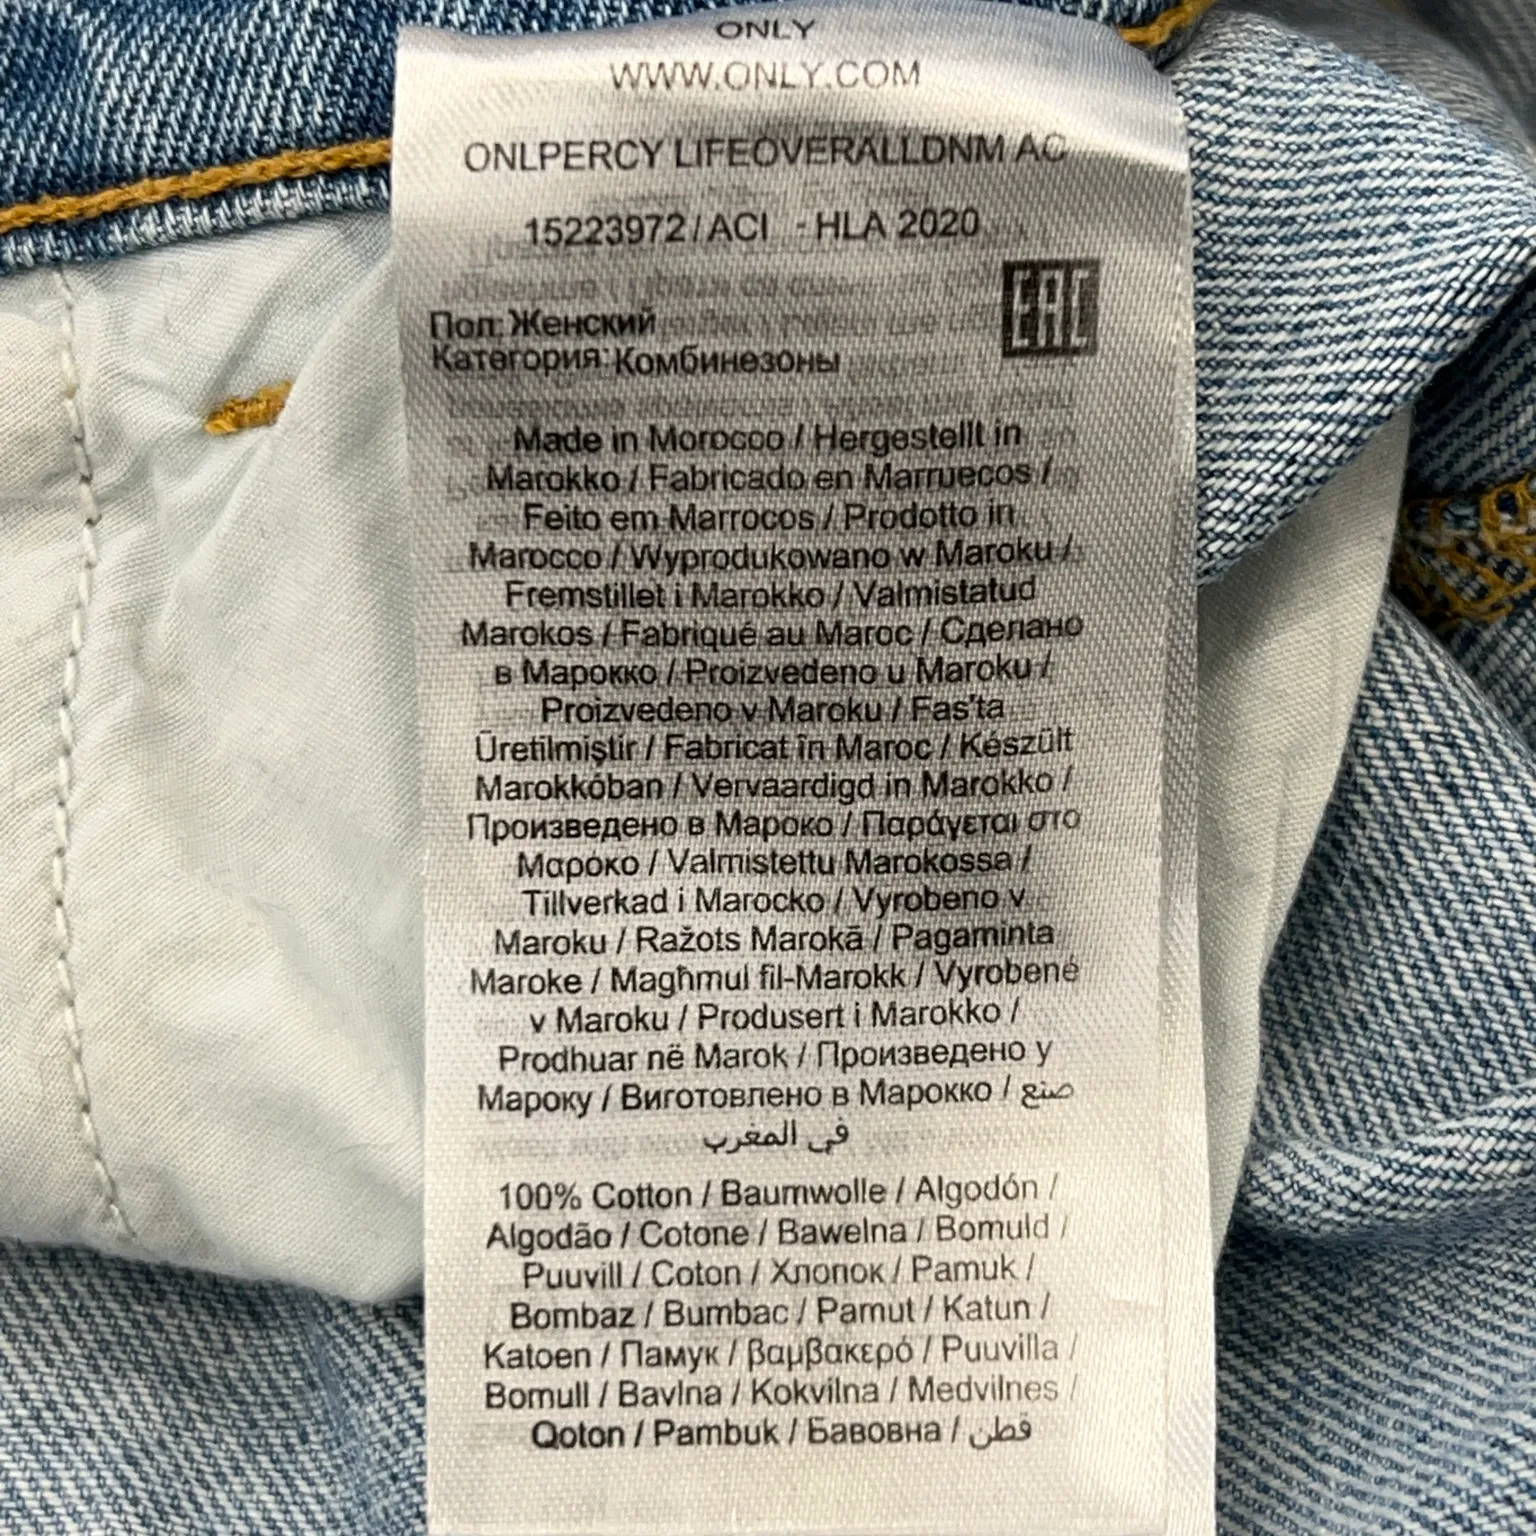 ONLY
WWW.ONLY.COM
ONLPERCY LIFEOVERALLDNM AC
15223972 / ACI - HLA 2020
EAC
Пол: Женский
Категория: Комбинезоны
Made in Morocco / Hergestellt in
Marokko / Fabricado en Marruecos /
Feito em Marrocos / Prodotto in
Marocco / Wyprodukowano w Maroku /
Fremstillet i Marokko / Valmistatud
Marokos / Fabriqué au Maroc / Сделано
в Марокко / Proizvedeno u Maroku /
Proizvedeno v Maroku / Fas'ta
Üretilmiştir / Fabricat în Maroc / Készült
Marokkóban / Vervaardigd in Marokko /
Произведено в Мароко / Παράγεται στο
Μαρόκο / Valmistettu Marokossa /
Tillverkad i Marocko / Vyrobeno v
Maroku / Ražots Marokā / Pagaminta
Maroke / Magħmul fil-Marokk / Vyrobené
v Maroku / Produsert i Marokko /
Prodhuar në Marok / Произведено у
Мароку / Виготовлено в Марокко / صنع
في المغرب
100% Cotton / Baumwolle / Algodón /
Algodão / Cotone / Bawełna / Bomuld /
Puuvill / Coton / Хлопок / Pamuk /
Bombaz / Bumbac / Pamut / Katun /
Katoen / Памук / βαμβακερό / Puuvilla /
Bomull / Bavlna / Kokvilna / Medvilnės /
Qoton / Pambuk / Бавовна / قطن